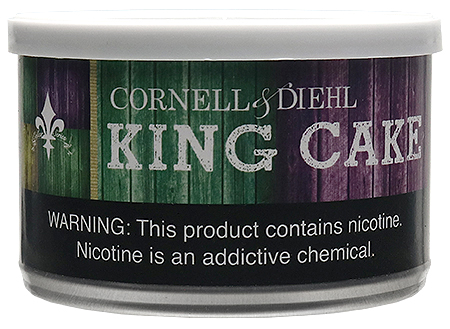 CORNELL & DIEHL
KING CAKE
WARNING: This product contains nicotine.
Nicotine is an addictive chemical.